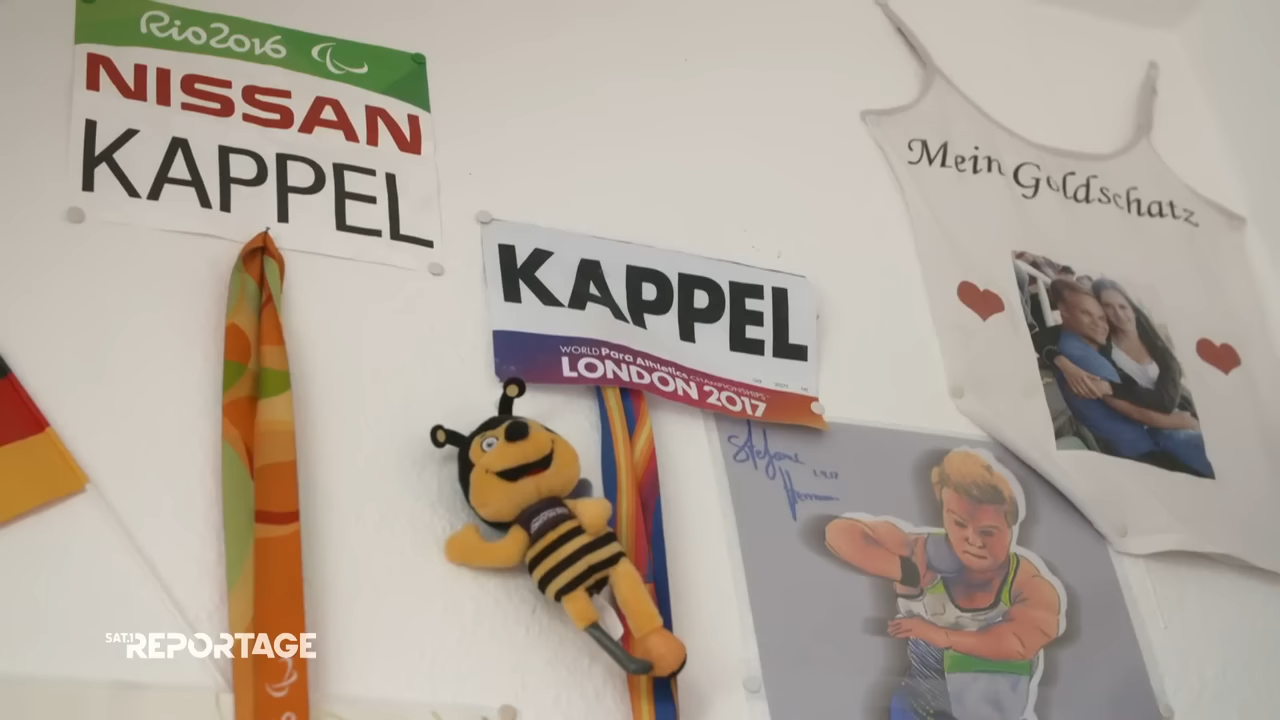 Rio2016
NISSAN
KAPPEL
KAPPEL
WORLD Para Athletics CHAMPIONSHIPS
LONDON 2017
Mein Goldschatz
SAT.1 REPORTAGE